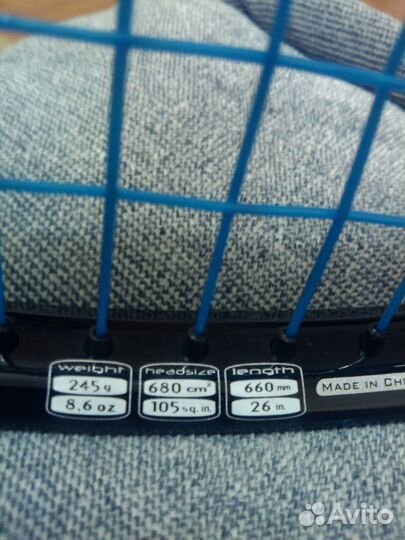 weight
245 g
8.6 oz
headsize
680 cm²
105 sq. in.
length
660 mm
26 in.
MADE IN CH
Avito